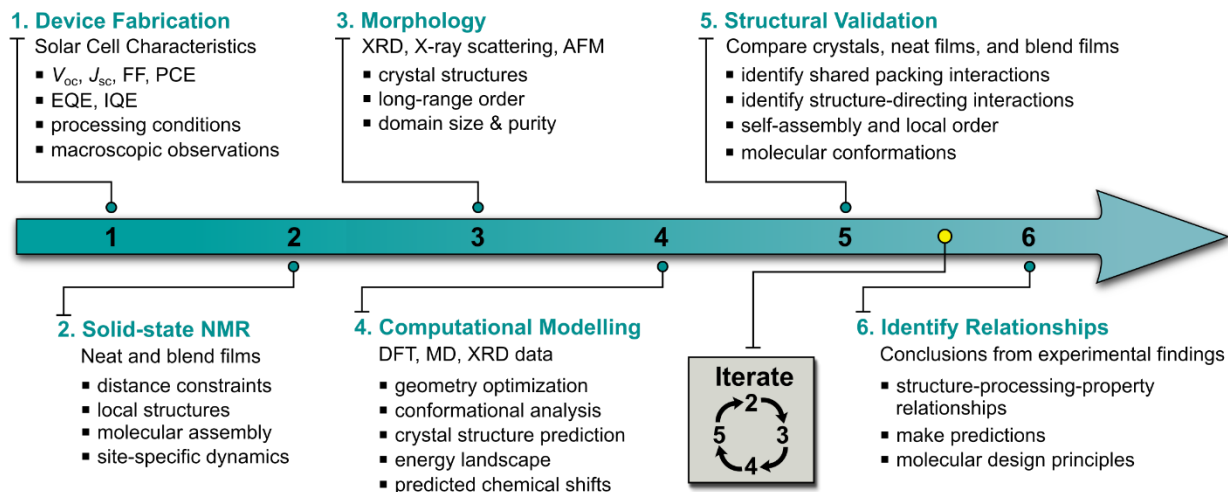 1. Device Fabrication
Solar Cell Characteristics
▪ Voc, Jsc, FF, PCE
▪ EQE, IQE
▪ processing conditions
▪ macroscopic observations
3. Morphology
XRD, X-ray scattering, AFM
▪ crystal structures
▪ long-range order
▪ domain size & purity
5. Structural Validation
Compare crystals, neat films, and blend films
▪ identify shared packing interactions
▪ identify structure-directing interactions
▪ self-assembly and local order
▪ molecular conformations
1 2 3 4 5 6
2. Solid-state NMR
Neat and blend films
▪ distance constraints
▪ local structures
▪ molecular assembly
▪ site-specific dynamics
4. Computational Modelling
DFT, MD, XRD data
▪ geometry optimization
▪ conformational analysis
▪ crystal structure prediction
▪ energy landscape
▪ predicted chemical shifts
Iterate
2
5 3
4
6. Identify Relationships
Conclusions from experimental findings
▪ structure-processing-property
relationships
▪ make predictions
▪ molecular design principles